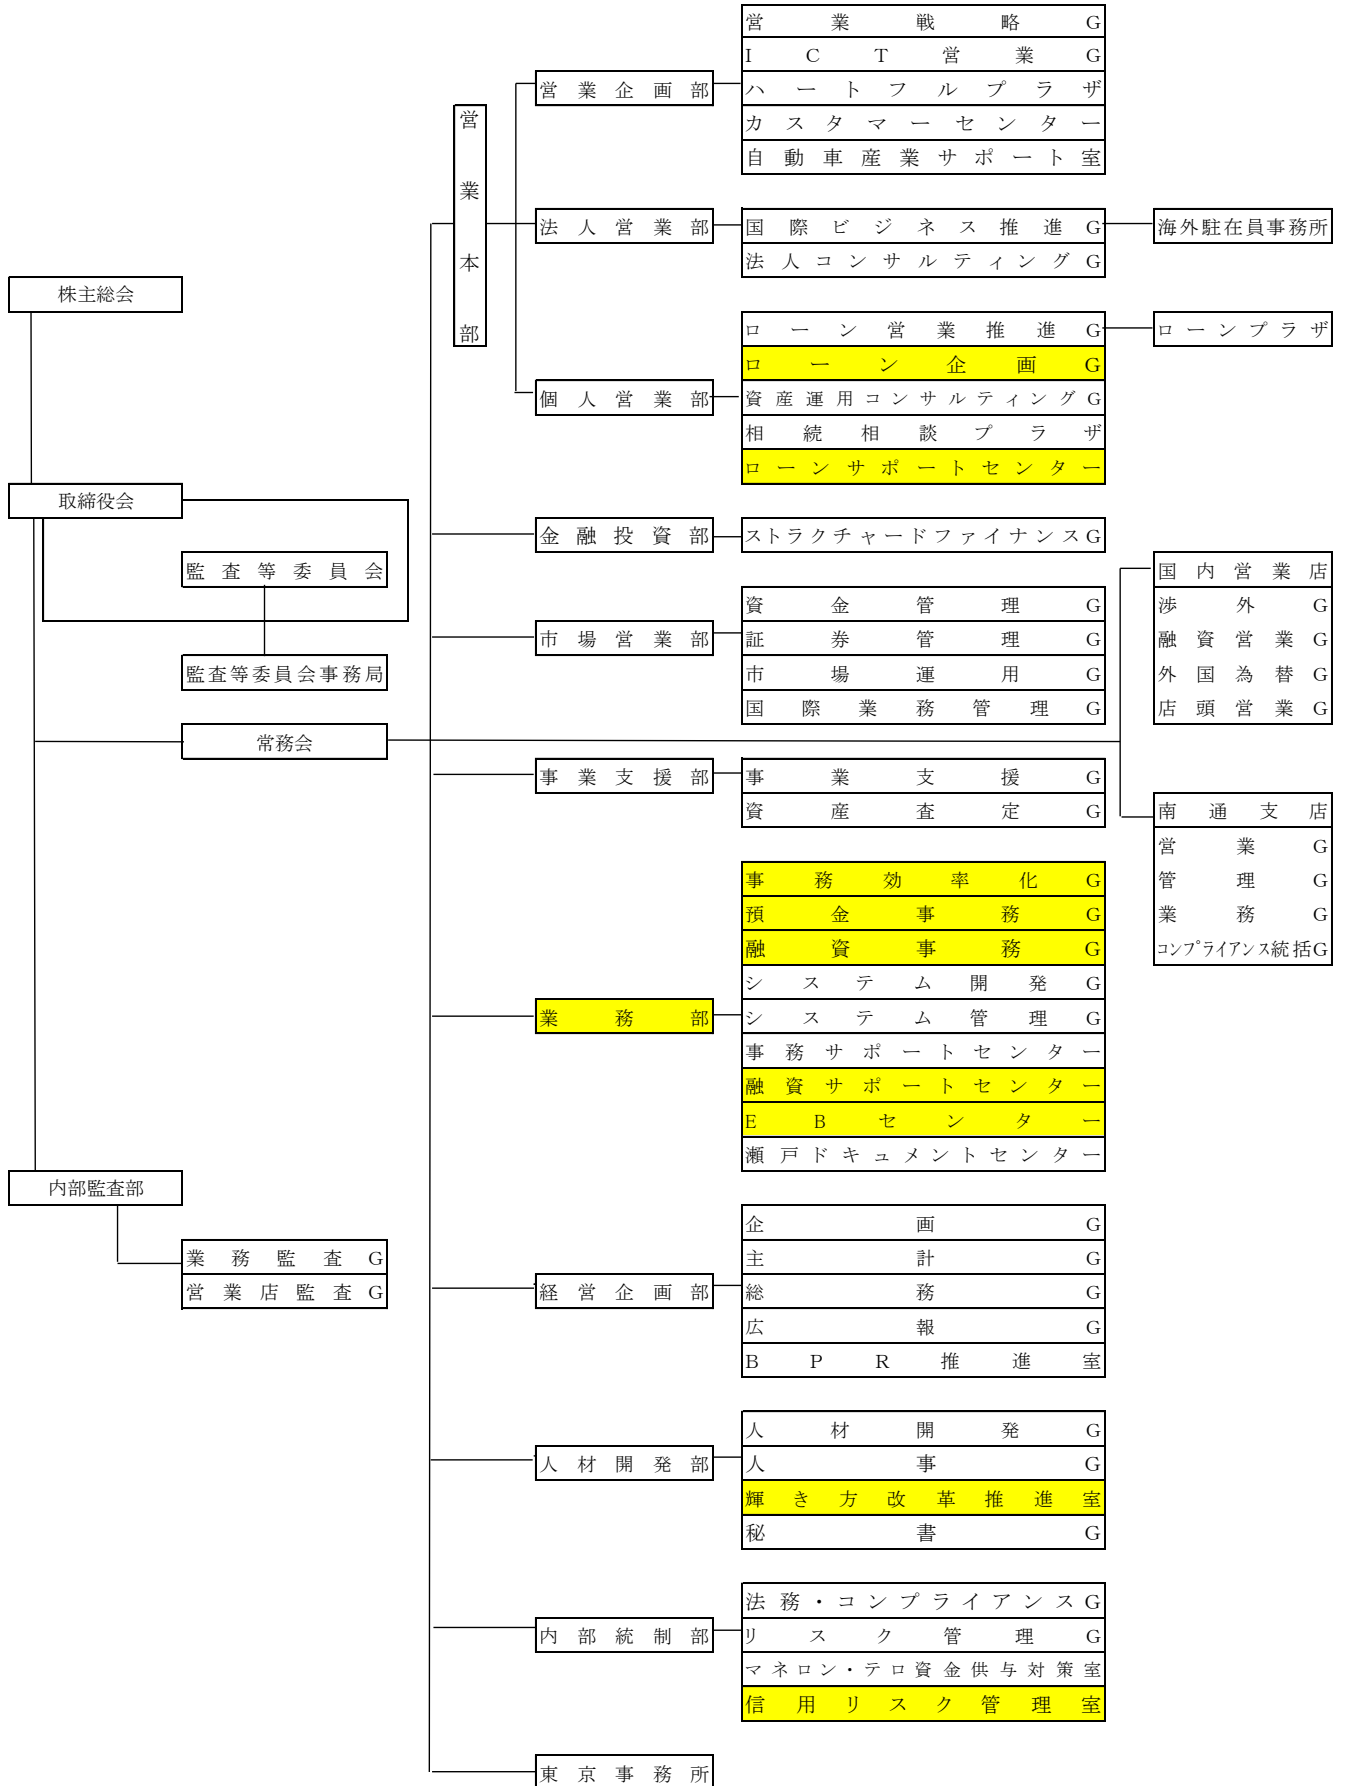 株主総会
取締役会
監査等委員会
監査等委員会事務局
常務会
内部監査部
業務監査G
営業店監査G
営業本部
営業企画部
営業戦略G
ICT営業G
ハートフルプラザ
カスタマーセンター
自動車産業サポート室
法人営業部
国際ビジネス推進G
法人コンサルティングG
海外駐在員事務所
個人営業部
ローン営業推進G
ローン企画G
資産運用コンサルティングG
相続相談プラザ
ローンサポートセンター
ローンプラザ
金融投資部
ストラクチャードファイナンスG
市場営業部
資金管理G
証券管理G
市場運用G
国際業務管理G
事業支援部
事業支援G
資産査定G
業務部
事務効率化G
預金事務G
融資事務G
システム開発G
システム管理G
事務サポートセンター
融資サポートセンター
EBセンター
瀬戸ドキュメントセンター
経営企画部
企画G
主計G
総務G
広報G
BPR推進室
人材開発部
人材開発G
人事G
輝き方改革推進室
秘書G
内部統制部
法務・コンプライアンスG
リスク管理G
マネロン・テロ資金供与対策室
信用リスク管理室
東京事務所
国内営業店
渉外G
融資営業G
外国為替G
店頭営業G
南通支店
営業G
管理G
業務G
コンプライアンス統括G